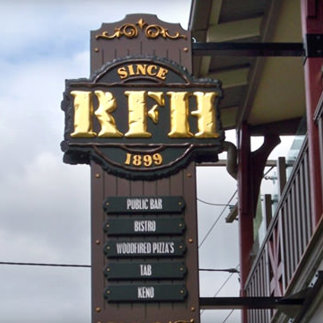 SINCE
RFH
1899
PUBLIC BAR
BISTRO
WOODFIRED PIZZA'S
TAB
KENO